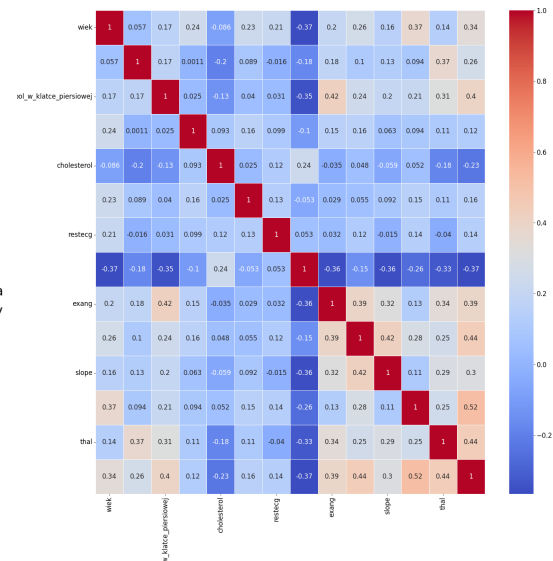 wiek 1 0.057 0.17 0.24 -0.086 0.23 0.21 -0.37 0.2 0.26 0.16 0.37 0.14 0.34
0.057 1 0.17 0.0011 -0.2 0.089 -0.016 -0.18 0.18 0.1 0.13 0.094 0.37 0.26
ol_w_klatce_piersiowej 0.17 0.17 1 0.025 -0.13 0.04 0.031 -0.35 0.42 0.24 0.2 0.21 0.31 0.4
0.24 0.0011 0.025 1 0.093 0.16 0.099 -0.1 0.15 0.16 0.063 0.094 0.11 0.12
cholesterol -0.086 -0.2 -0.13 0.093 1 0.025 0.12 0.24 -0.035 0.048 -0.059 0.052 -0.18 -0.23
0.23 0.089 0.04 0.16 0.025 1 0.13 -0.053 0.029 0.055 0.092 0.15 0.11 0.16
restecg 0.21 -0.016 0.031 0.099 0.12 0.13 1 0.053 0.032 0.12 -0.015 0.14 -0.04 0.14
-0.37 -0.18 -0.35 -0.1 0.24 -0.053 0.053 1 -0.36 -0.15 -0.36 -0.26 -0.33 -0.37
a
exang 0.2 0.18 0.42 0.15 -0.035 0.029 0.032 -0.36 1 0.39 0.32 0.13 0.34 0.39
0.26 0.1 0.24 0.16 0.048 0.055 0.12 -0.15 0.39 1 0.42 0.28 0.25 0.44
slope 0.16 0.13 0.2 0.063 -0.059 0.092 -0.015 -0.36 0.32 0.42 1 0.11 0.29 0.3
0.37 0.094 0.21 0.094 0.052 0.15 0.14 -0.26 0.13 0.28 0.11 1 0.25 0.52
thal 0.14 0.37 0.31 0.11 -0.18 0.11 -0.04 -0.33 0.34 0.25 0.29 0.25 1 0.44
0.34 0.26 0.4 0.12 -0.23 0.16 0.14 -0.37 0.39 0.44 0.3 0.52 0.44 1
wiek
w_klatce_piersiowej
cholesterol
restecg
exang
slope
thal
1.0
0.8
0.6
0.4
0.2
0.0
−0.2